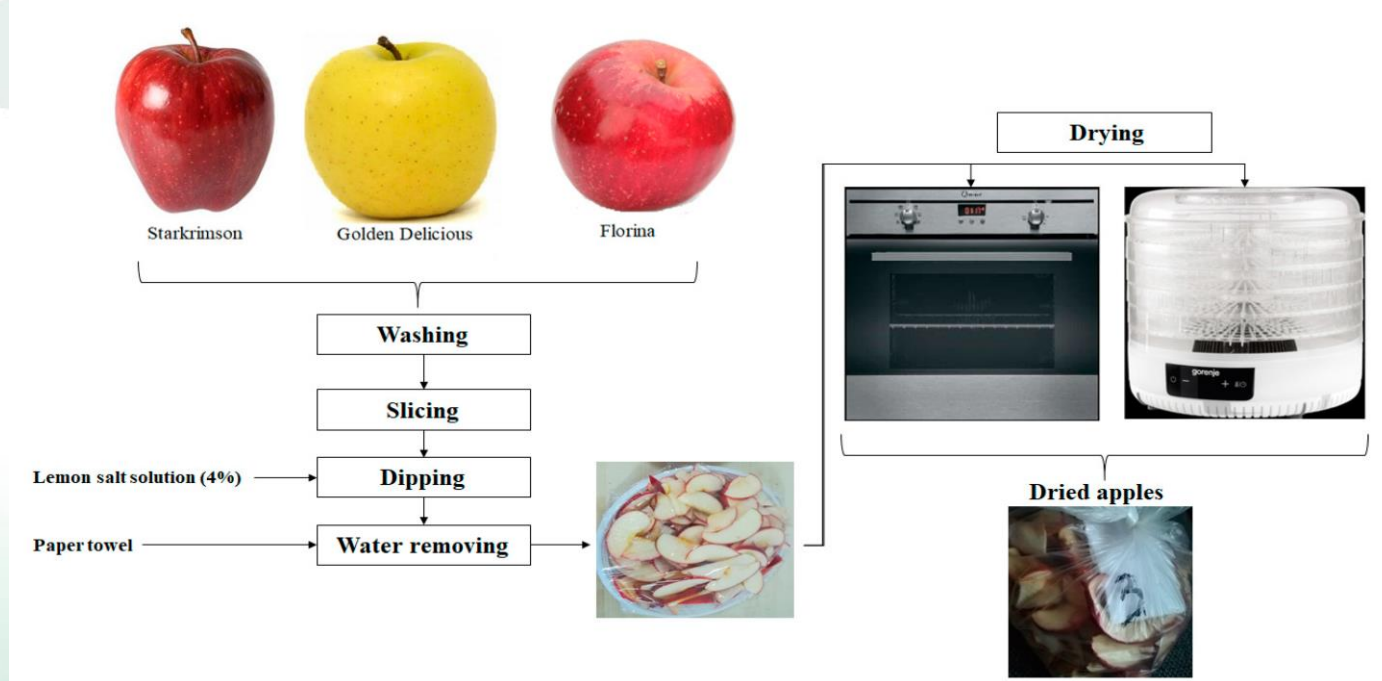 Starkrimson
Golden Delicious
Florina
Washing
Slicing
Lemon salt solution (4%)
Dipping
Paper towel
Water removing
Drying
gorenje
Dried apples
3